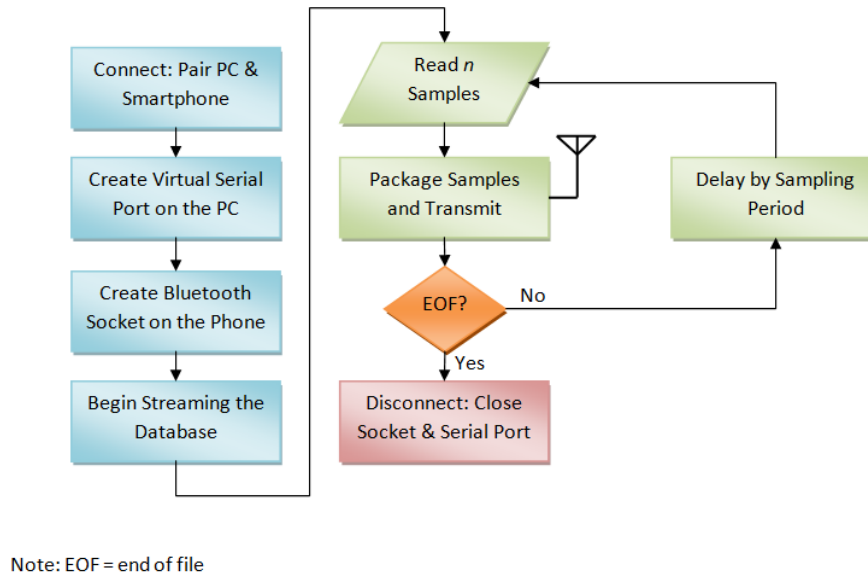 Connect: Pair PC &
Smartphone
Create Virtual Serial
Port on the PC
Create Bluetooth
Socket on the Phone
Begin Streaming the
Database
Read n
Samples
Package Samples
and Transmit
EOF?
No
Yes
Disconnect: Close
Socket & Serial Port
Delay by Sampling
Period
Note: EOF = end of file